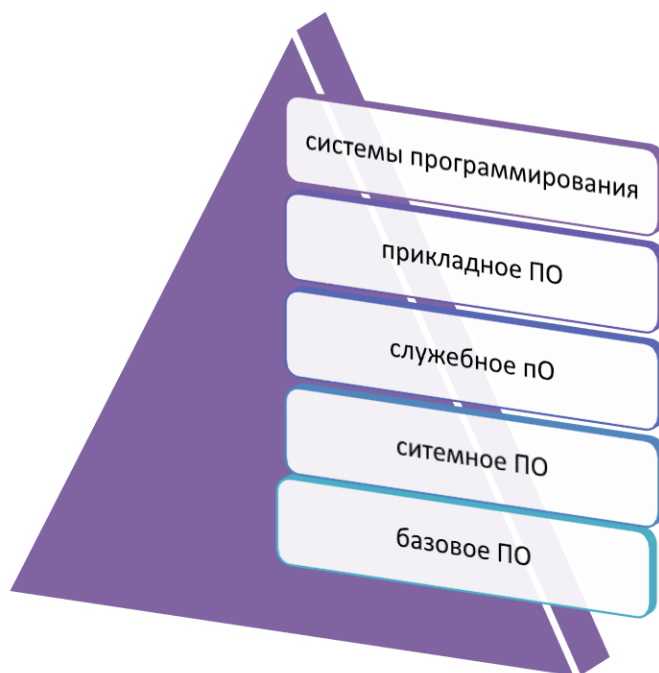 системы программирования
прикладное ПО
служебное пО
ситемное ПО
базовое ПО